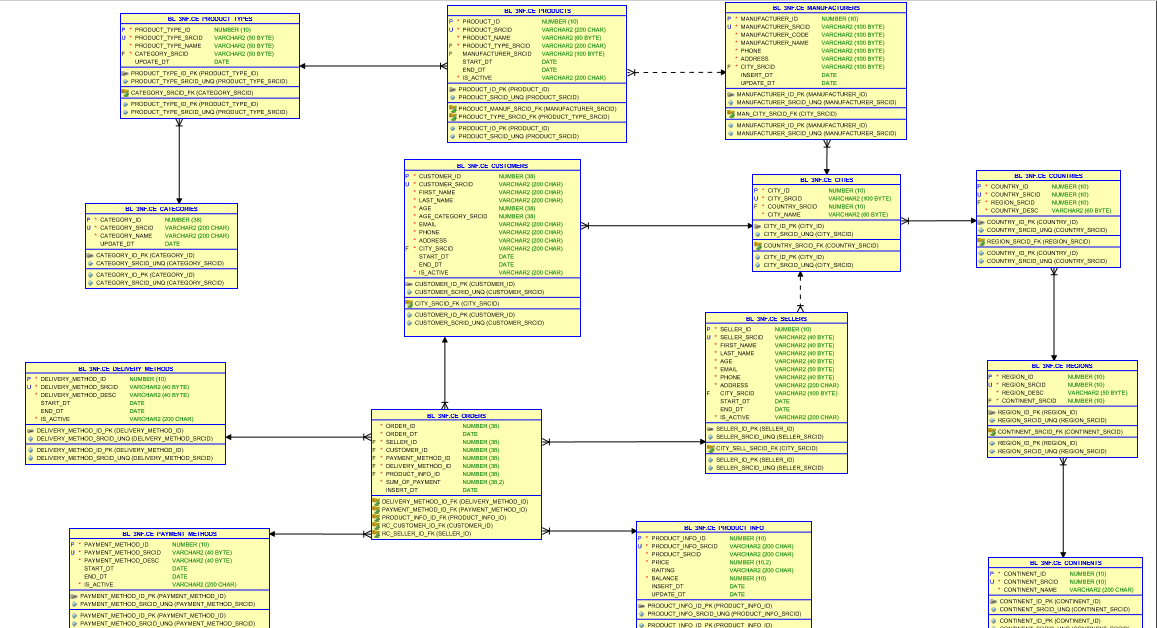 BL_3NF.CE_PRODUCT_TYPES
P * PRODUCT_TYPE_ID NUMBER (10)
U * PRODUCT_TYPE_SRCID VARCHAR2 (50 BYTE)
* PRODUCT_TYPE_NAME VARCHAR2 (50 BYTE)
F * CATEGORY_SRCID VARCHAR2 (50 BYTE)
UPDATE_DT DATE
PRODUCT_TYPE_ID_PK (PRODUCT_TYPE_ID)
PRODUCT_TYPE_SRCID_UNQ (PRODUCT_TYPE_SRCID)
CATEGORY_SRCID_FK (CATEGORY_SRCID)
PRODUCT_TYPE_ID_PK (PRODUCT_TYPE_ID)
PRODUCT_TYPE_SRCID_UNQ (PRODUCT_TYPE_SRCID)
BL_3NF.CE_PRODUCTS
P * PRODUCT_ID NUMBER (10)
U * PRODUCT_SRCID VARCHAR2 (200 CHAR)
* PRODUCT_NAME VARCHAR2 (60 BYTE)
F * PRODUCT_TYPE_SRCID VARCHAR2 (200 CHAR)
F MANUFACTURER_SRCID VARCHAR2 (100 BYTE)
START_DT DATE
END_DT DATE
* IS_ACTIVE VARCHAR2 (200 CHAR)
PRODUCT_ID_PK (PRODUCT_ID)
PRODUCT_SRCID_UNQ (PRODUCT_SRCID)
PRODUCT_MANUF_SRCID_FK (MANUFACTURER_SRCID)
PRODUCT_TYPE_SRCID_FK (PRODUCT_TYPE_SRCID)
PRODUCT_ID_PK (PRODUCT_ID)
PRODUCT_SRCID_UNQ (PRODUCT_SRCID)
BL_3NF.CE_MANUFACTURERS
P * MANUFACTURER_ID NUMBER (10)
U * MANUFACTURER_SRCID VARCHAR2 (100 BYTE)
* MANUFACTURER_CODE VARCHAR2 (100 BYTE)
* MANUFACTURER_NAME VARCHAR2 (100 BYTE)
* PHONE VARCHAR2 (100 BYTE)
* ADDRESS VARCHAR2 (100 BYTE)
F * CITY_SRCID VARCHAR2 (100 BYTE)
INSERT_DT DATE
UPDATE_DT DATE
MANUFACTURER_ID_PK (MANUFACTURER_ID)
MANUFACTURER_SRCID_UNQ (MANUFACTURER_SRCID)
MAN_CITY_SRCID_FK (CITY_SRCID)
MANUFACTURER_ID_PK (MANUFACTURER_ID)
MANUFACTURER_SRCID_UNQ (MANUFACTURER_SRCID)
BL_3NF.CE_CATEGORIES
P * CATEGORY_ID NUMBER (38)
U * CATEGORY_SRCID VARCHAR2 (200 CHAR)
* CATEGORY_NAME VARCHAR2 (200 CHAR)
UPDATE_DT DATE
CATEGORY_ID_PK (CATEGORY_ID)
CATEGORY_SRCID_UNQ (CATEGORY_SRCID)
CATEGORY_ID_PK (CATEGORY_ID)
CATEGORY_SRCID_UNQ (CATEGORY_SRCID)
BL_3NF.CE_CUSTOMERS
P * CUSTOMER_ID NUMBER (38)
U * CUSTOMER_SRCID VARCHAR2 (200 CHAR)
* FIRST_NAME VARCHAR2 (200 CHAR)
* LAST_NAME VARCHAR2 (200 CHAR)
* AGE NUMBER (38)
* AGE_CATEGORY_SRCID NUMBER (38)
* EMAIL VARCHAR2 (200 CHAR)
* PHONE VARCHAR2 (200 CHAR)
* ADDRESS VARCHAR2 (200 CHAR)
F * CITY_SRCID VARCHAR2 (200 CHAR)
START_DT DATE
END_DT DATE
* IS_ACTIVE VARCHAR2 (200 CHAR)
CUSTOMER_ID_PK (CUSTOMER_ID)
CUSTOMER_SCRID_UNQ (CUSTOMER_SRCID)
CITY_SRCID_FK (CITY_SRCID)
CUSTOMER_ID_PK (CUSTOMER_ID)
CUSTOMER_SCRID_UNQ (CUSTOMER_SRCID)
BL_3NF.CE_CITIES
P * CITY_ID NUMBER (10)
U * CITY_SRCID VARCHAR2 (100 BYTE)
F * COUNTRY_SRCID NUMBER (10)
* CITY_NAME VARCHAR2 (60 BYTE)
CITY_ID_PK (CITY_ID)
CITY_SRCID_UNQ (CITY_SRCID)
COUNTRY_SRCID_FK (COUNTRY_SRCID)
CITY_ID_PK (CITY_ID)
CITY_SRCID_UNQ (CITY_SRCID)
BL_3NF.CE_COUNTRIES
P * COUNTRY_ID NUMBER (10)
U * COUNTRY_SRCID NUMBER (10)
F * REGION_SRCID NUMBER (10)
* COUNTRY_DESC VARCHAR2 (60 BYTE)
COUNTRY_ID_PK (COUNTRY_ID)
COUNTRY_SRCID_UNQ (COUNTRY_SRCID)
REGION_SRCID_FK (REGION_SRCID)
COUNTRY_ID_PK (COUNTRY_ID)
COUNTRY_SRCID_UNQ (COUNTRY_SRCID)
BL_3NF.CE_SELLERS
P * SELLER_ID NUMBER (10)
U * SELLER_SRCID VARCHAR2 (40 BYTE)
* FIRST_NAME VARCHAR2 (40 BYTE)
* LAST_NAME VARCHAR2 (40 BYTE)
* AGE VARCHAR2 (40 BYTE)
* EMAIL VARCHAR2 (50 BYTE)
* PHONE VARCHAR2 (40 BYTE)
* ADDRESS VARCHAR2 (200 CHAR)
F CITY_SRCID VARCHAR2 (100 BYTE)
START_DT DATE
END_DT DATE
* IS_ACTIVE VARCHAR2 (200 CHAR)
SELLER_ID_PK (SELLER_ID)
SELLER_SRCID_UNQ (SELLER_SRCID)
CITY_SELL_SRCID_FK (CITY_SRCID)
SELLER_ID_PK (SELLER_ID)
SELLER_SRCID_UNQ (SELLER_SRCID)
BL_3NF.CE_DELIVERY_METHODS
P * DELIVERY_METHOD_ID NUMBER (10)
U * DELIVERY_METHOD_SRCID VARCHAR2 (40 BYTE)
* DELIVERY_METHOD_DESC VARCHAR2 (40 BYTE)
START_DT DATE
END_DT DATE
* IS_ACTIVE VARCHAR2 (200 CHAR)
DELIVERY_METHOD_ID_PK (DELIVERY_METHOD_ID)
DELIVERY_METHOD_SRCID_UNQ (DELIVERY_METHOD_SRCID)
DELIVERY_METHOD_ID_PK (DELIVERY_METHOD_ID)
DELIVERY_METHOD_SRCID_UNQ (DELIVERY_METHOD_SRCID)
BL_3NF.CE_REGIONS
P * REGION_ID NUMBER (10)
U * REGION_SRCID NUMBER (10)
* REGION_DESC VARCHAR2 (50 BYTE)
F * CONTINENT_SRCID NUMBER (10)
REGION_ID_PK (REGION_ID)
REGION_SRCID_UNQ (REGION_SRCID)
CONTINENT_SRCID_FK (CONTINENT_SRCID)
REGION_ID_PK (REGION_ID)
REGION_SRCID_UNQ (REGION_SRCID)
BL_3NF.CE_ORDERS
* ORDER_ID NUMBER (38)
* ORDER_DT DATE
F * SELLER_ID NUMBER (38)
F * CUSTOMER_ID NUMBER (38)
F * PAYMENT_METHOD_ID NUMBER (38)
F * DELIVERY_METHOD_ID NUMBER (38)
F * PRODUCT_INFO_ID NUMBER (38)
* SUM_OF_PAYMENT NUMBER (38,2)
INSERT_DT DATE
DELIVERY_METHOD_ID_FK (DELIVERY_METHOD_ID)
PAYMENT_METHOD_ID_FK (PAYMENT_METHOD_ID)
PRODUCT_INFO_ID_FK (PRODUCT_INFO_ID)
RC_CUSTOMER_ID_FK (CUSTOMER_ID)
RC_SELLER_ID_FK (SELLER_ID)
BL_3NF.CE_PAYMENT_METHODS
P * PAYMENT_METHOD_ID NUMBER (10)
U * PAYMENT_METHOD_SRCID VARCHAR2 (40 BYTE)
* PAYMENT_METHOD_DESC VARCHAR2 (40 BYTE)
START_DT DATE
END_DT DATE
* IS_ACTIVE VARCHAR2 (200 CHAR)
PAYMENT_METHOD_ID_PK (PAYMENT_METHOD_ID)
PAYMENT_METHOD_SRCID_UNQ (PAYMENT_METHOD_SRCID)
PAYMENT_METHOD_ID_PK (PAYMENT_METHOD_ID)
PAYMENT_METHOD_SRCID_UNQ (PAYMENT_METHOD_SRCID)
BL_3NF.CE_PRODUCT_INFO
P * PRODUCT_INFO_ID NUMBER (10)
U * PRODUCT_INFO_SRCID VARCHAR2 (200 CHAR)
* PRODUCT_SRCID VARCHAR2 (200 CHAR)
* PRICE NUMBER (10,2)
RAITING VARCHAR2 (200 CHAR)
* BALANCE NUMBER (10)
INSERT_DT DATE
UPDATE_DT DATE
PRODUCT_INFO_ID_PK (PRODUCT_INFO_ID)
PRODUCT_INFO_SRCID_UNQ (PRODUCT_INFO_SRCID)
PRODUCT_INFO_ID_PK (PRODUCT_INFO_ID)
BL_3NF.CE_CONTINENTS
P * CONTINENT_ID NUMBER (10)
U * CONTINENT_SRCID NUMBER (10)
* CONTINENT_NAME VARCHAR2 (200 CHAR)
CONTINENT_ID_PK (CONTINENT_ID)
CONTINENT_SRCID_UNQ (CONTINENT_SRCID)
CONTINENT_ID_PK (CONTINENT_ID)